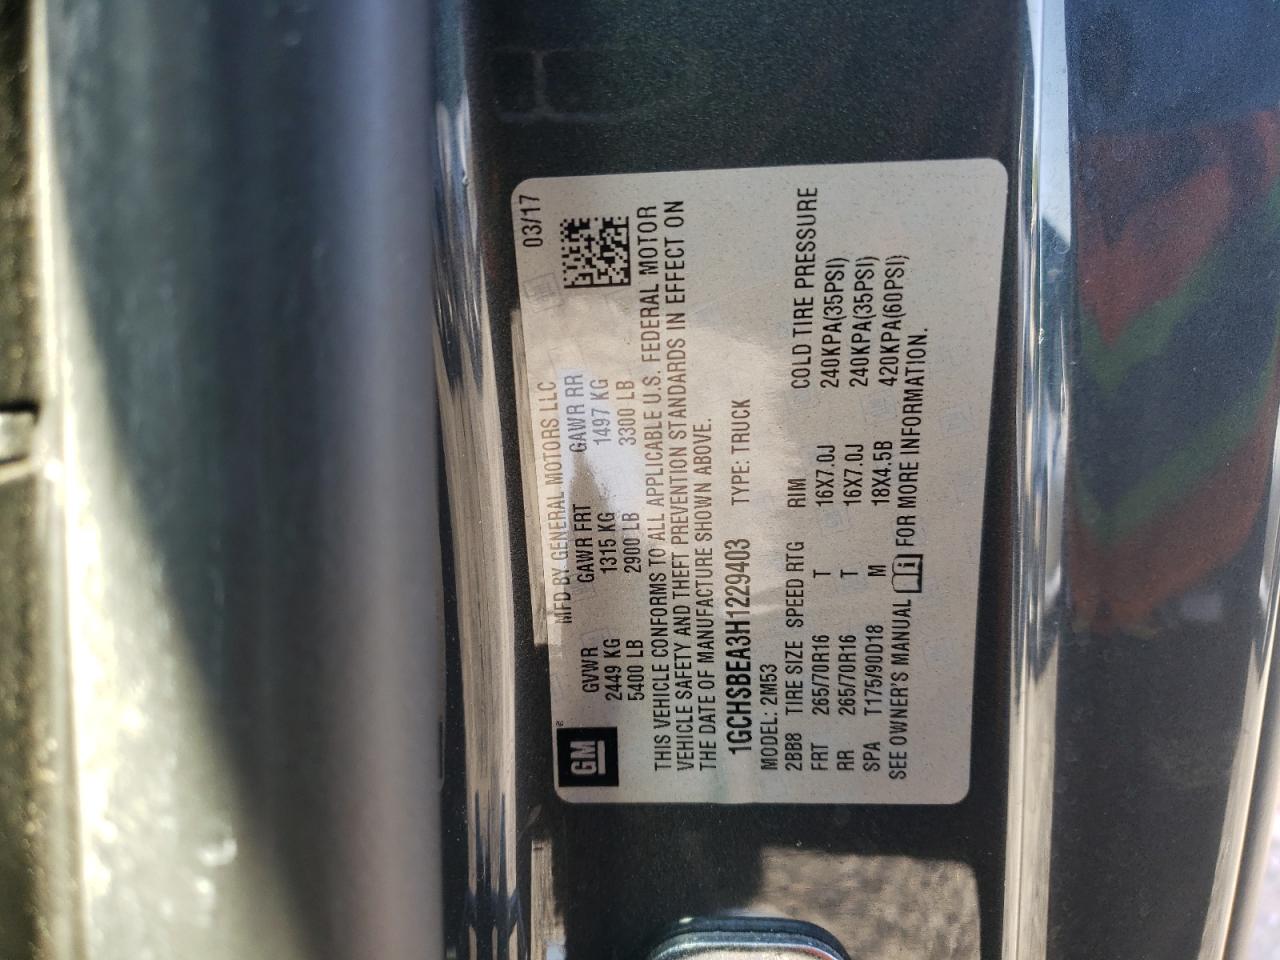 GM
MFD BY GENERAL MOTORS LLC 03/17
GVWR GAWR FRT GAWR RR
2449 KG 1315 KG 1497 KG
5400 LB 2900 LB 3300 LB
THIS VEHICLE CONFORMS TO ALL APPLICABLE U.S. FEDERAL MOTOR
VEHICLE SAFETY AND THEFT PREVENTION STANDARDS IN EFFECT ON
THE DATE OF MANUFACTURE SHOWN ABOVE.
1GCHSBEA3H1229403 TYPE: TRUCK
MODEL: 2M53
2BB8 TIRE SIZE SPEED RTG RIM COLD TIRE PRESSURE
FRT 265/70R16 T 16X7.0J 240KPA(35PSI)
RR 265/70R16 T 16X7.0J 240KPA(35PSI)
SPA T175/90D18 M 18X4.5B 420KPA(60PSI)
SEE OWNER'S MANUAL FOR MORE INFORMATION.